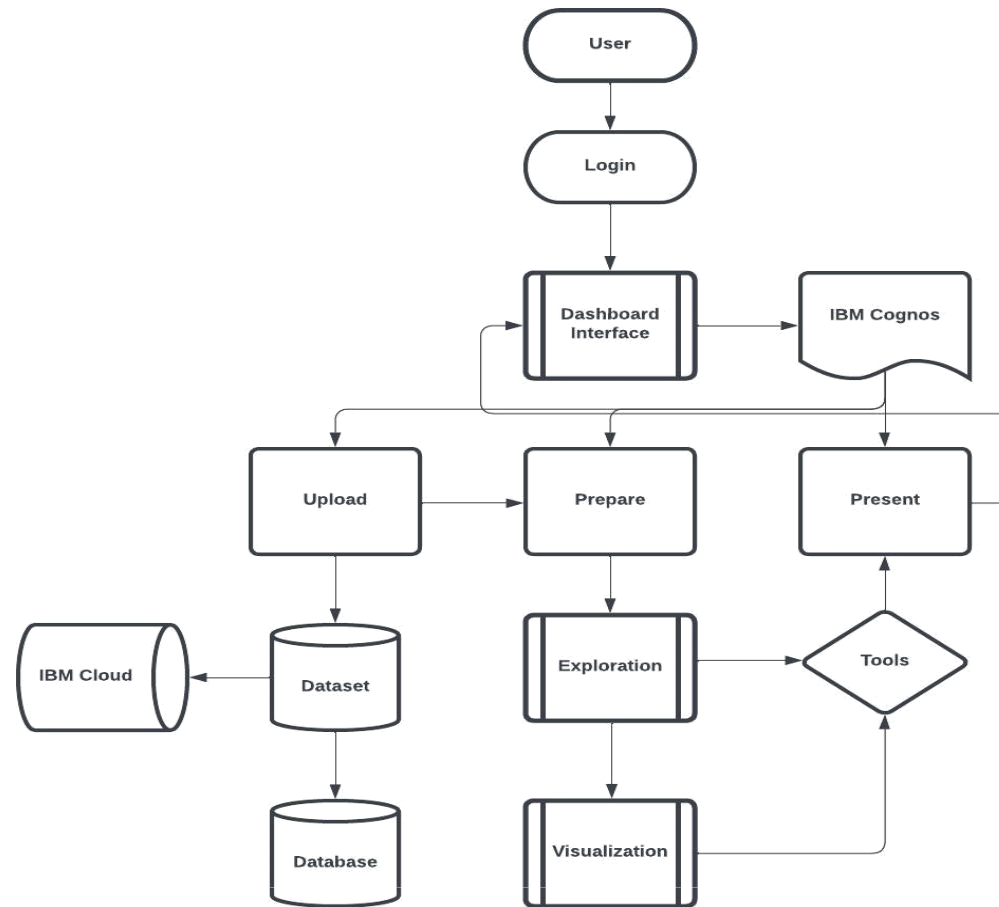 User
Login
Dashboard
Interface
IBM Cognos
Upload
Prepare
Present
IBM Cloud
Dataset
Exploration
Tools
Database
Visualization